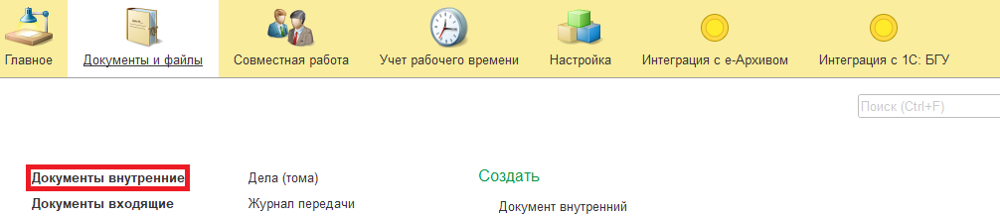 Главное Документы и файлы Совместная работа Учет рабочего времени Настройка Интеграция с е-Архивом Интеграция с 1С: БГУ
Поиск (Ctrl+F)
Документы внутренние Дела (тома) Создать
Документы входящие Журнал передачи Документ внутренний